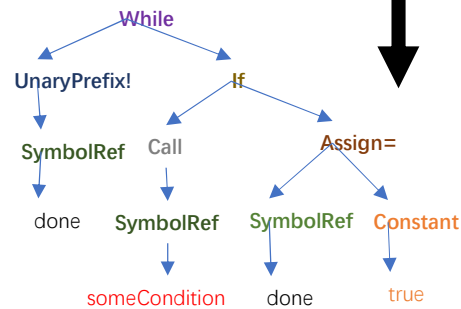 While
UnaryPrefix! If
SymbolRef Call Assign=
done SymbolRef SymbolRef Constant
someCondition done true